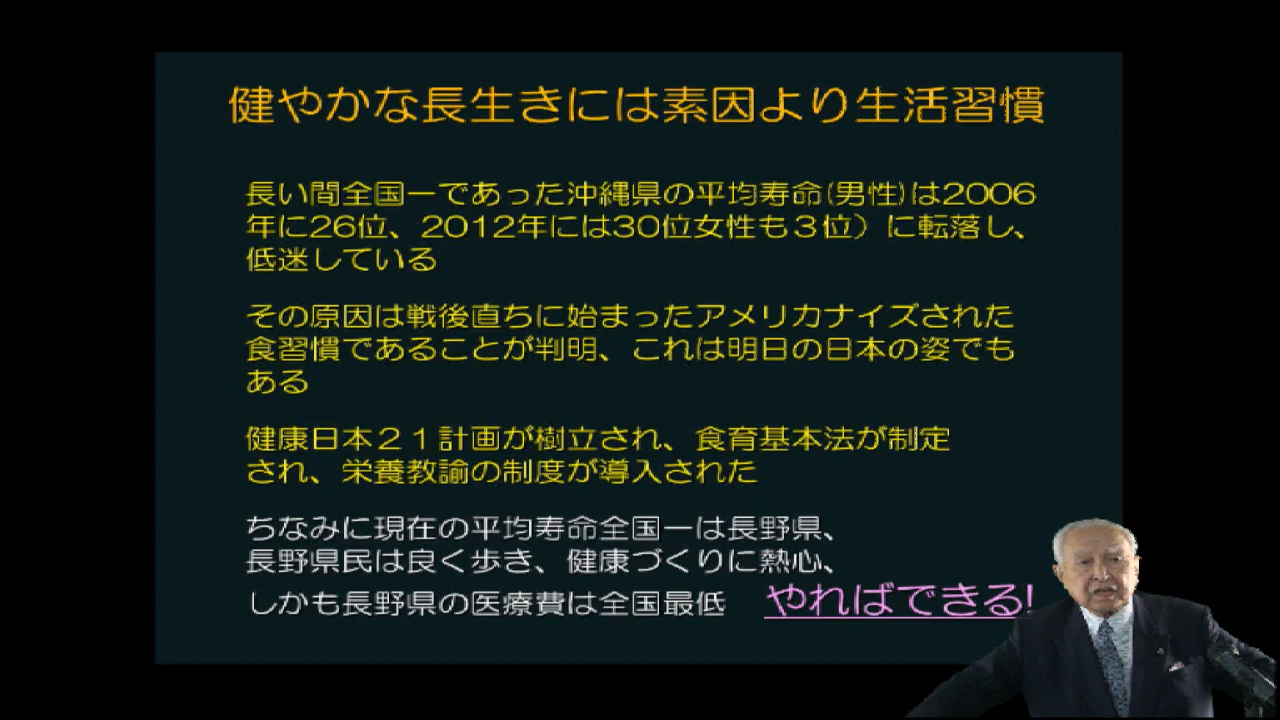 健やかな長生きには素因より生活習慣
長い間全国一であった沖縄県の平均寿命(男性)は2006
年に26位、2012年には30位女性も３位）に転落し、
低迷している
その原因は戦後直ちに始まったアメリカナイズされた
食習慣であることが判明、これは明日の日本の姿でも
ある
健康日本２１計画が樹立され、食育基本法が制定
され、栄養教諭の制度が導入された
ちなみに現在の平均寿命全国一は長野県、
長野県民は良く歩き、健康づくりに熱心、
しかも長野県の医療費は全国最低 やればできる!